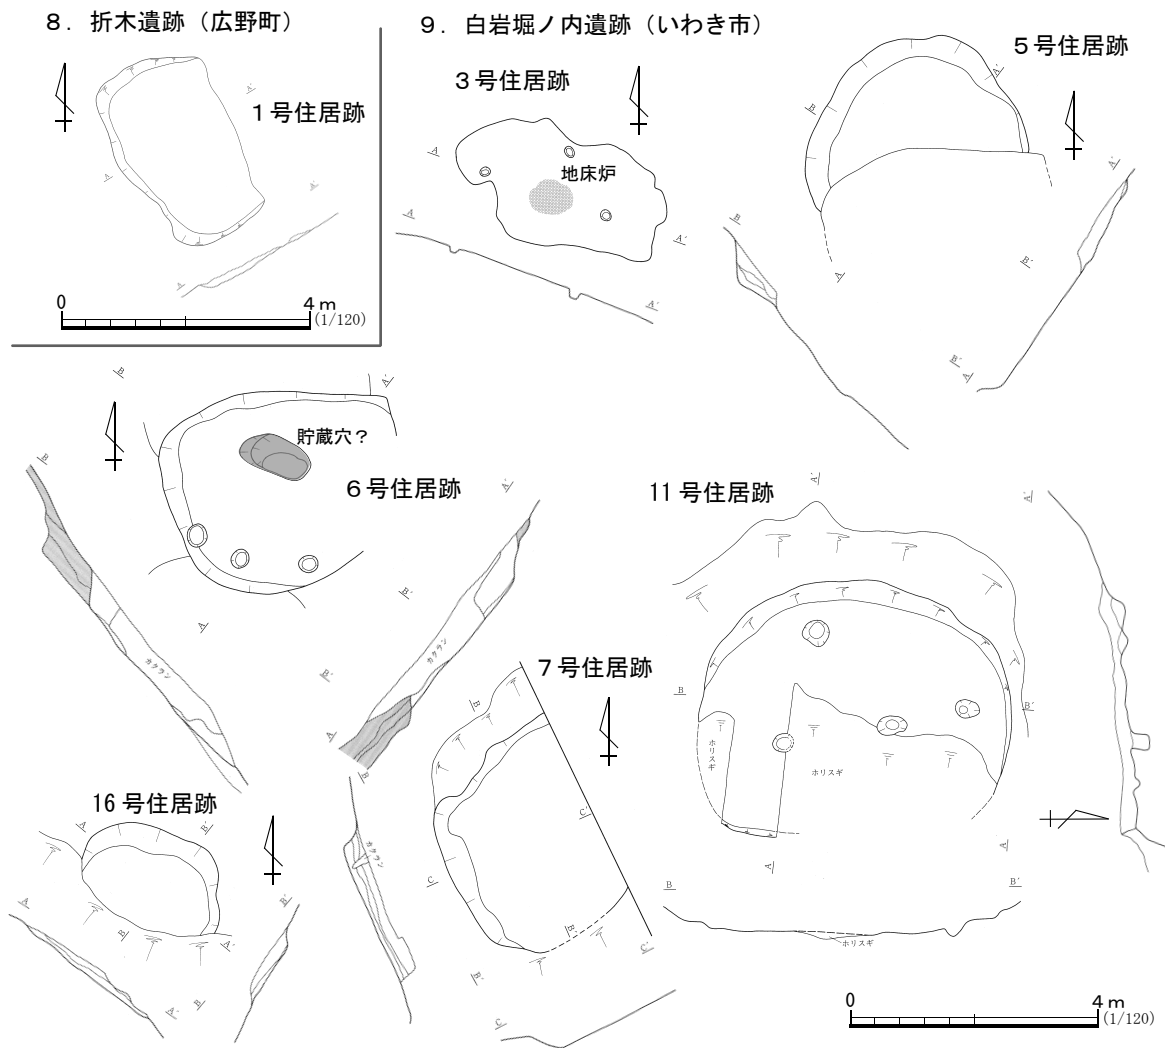 8．折木遺跡（広野町）
1号住居跡
A
A'
A
A'
0
4m
(1/120)
9．白岩堀ノ内遺跡（いわき市）
3号住居跡
A
地床炉
A
A'
A'
5号住居跡
A'
B
A'
B
B'
A
B'
A
B
A'
貯蔵穴？
6号住居跡
B
A'
カクラン
カクラン
B'
A
B'
A
B
7号住居跡
B
カクラン
C'
C
B'
B'
C'
C
11号住居跡
A'
A'
B
B'
ホリスギ
ホリスギ
A
A
B
B'
ホリスギ
16号住居跡
A
B'
A
B
A'
B'
A'
B
0
4m
(1/120)